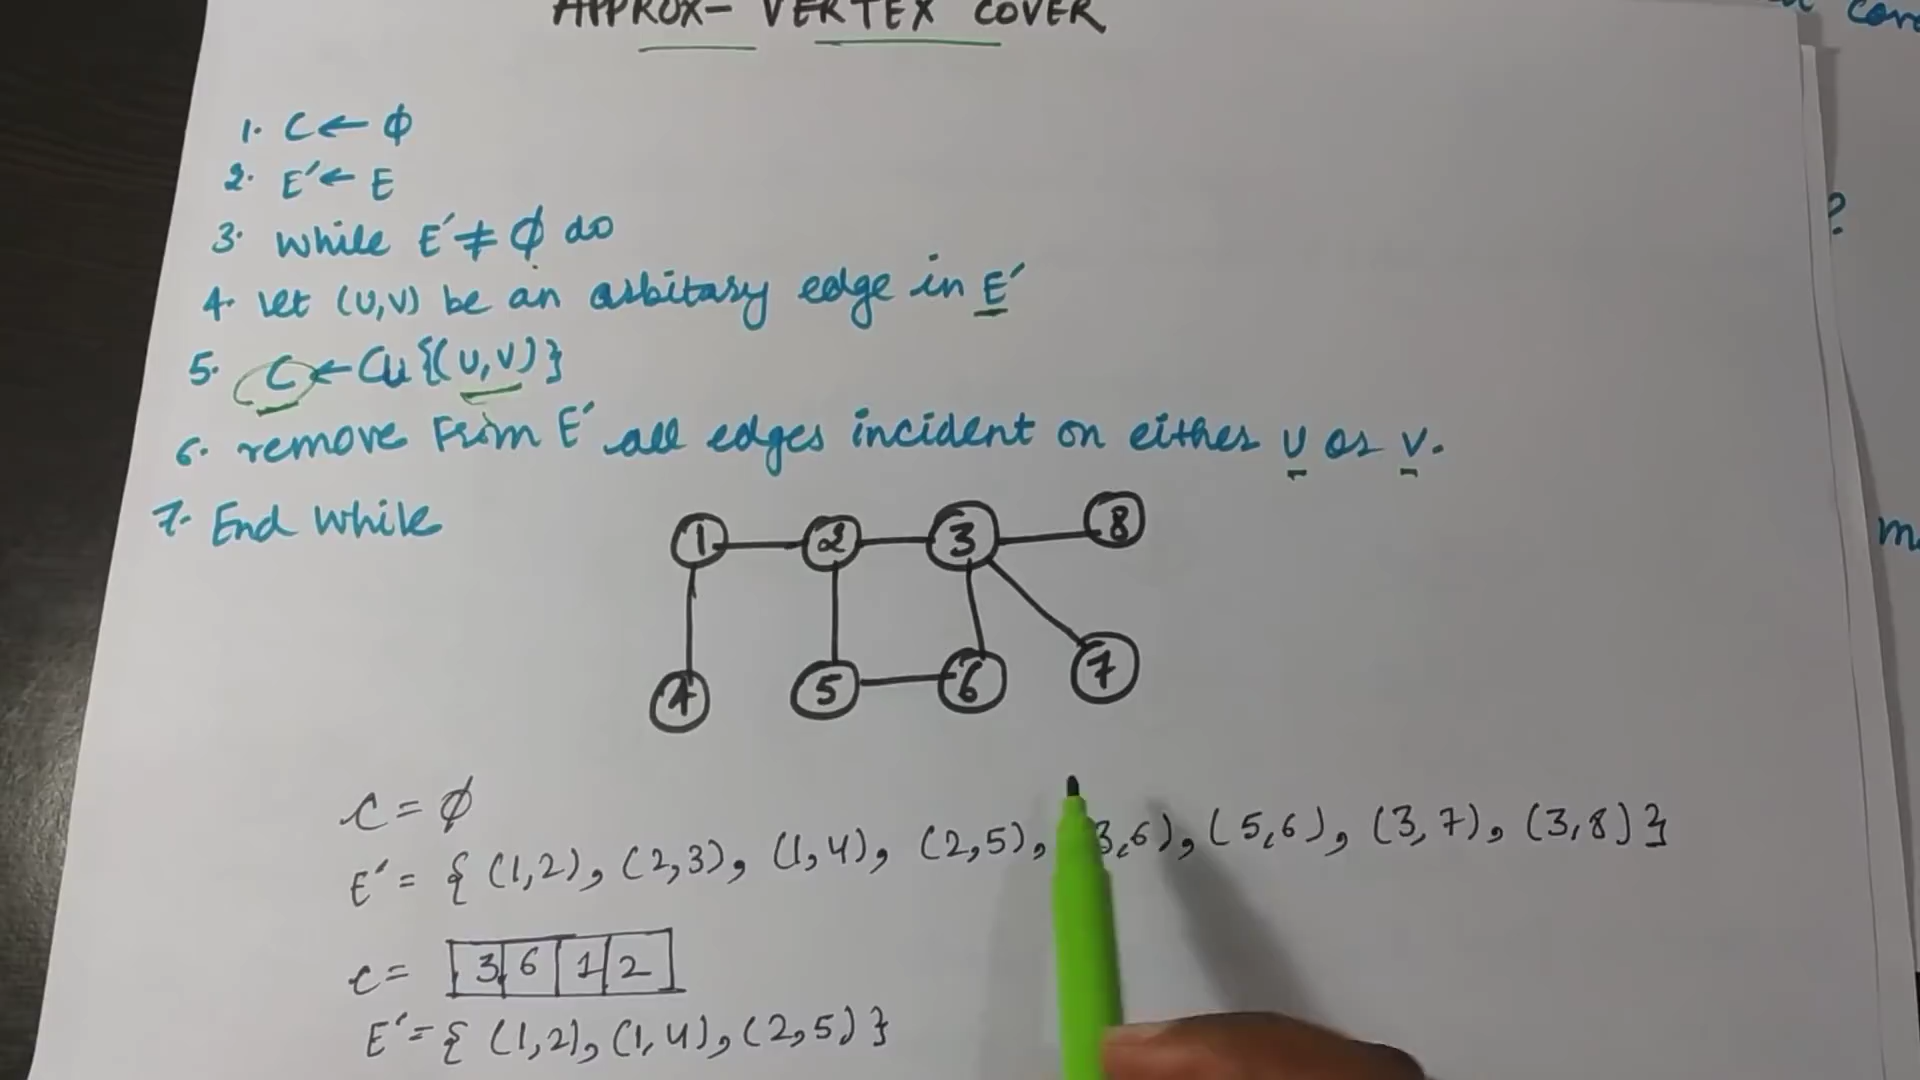 APPROX- VERTEX COVER
1. C ← ϕ
2. E′ ← E
3. while E′ ≠ ϕ do
4. let (u,v) be an arbitary edge in E′
5. C ← C ∪ {(u,v)}
6. remove From E′ all edges incident on either u or v.
7. End while
1 2 3 8
4 5 6 7
C = ϕ
E′ = { (1,2), (2,3), (1,4), (2,5), 3,6), (5,6), (3,7), (3,8) }
c = 3 6 1 2
E′ = { (1,2), (1,4), (2,5) }
?